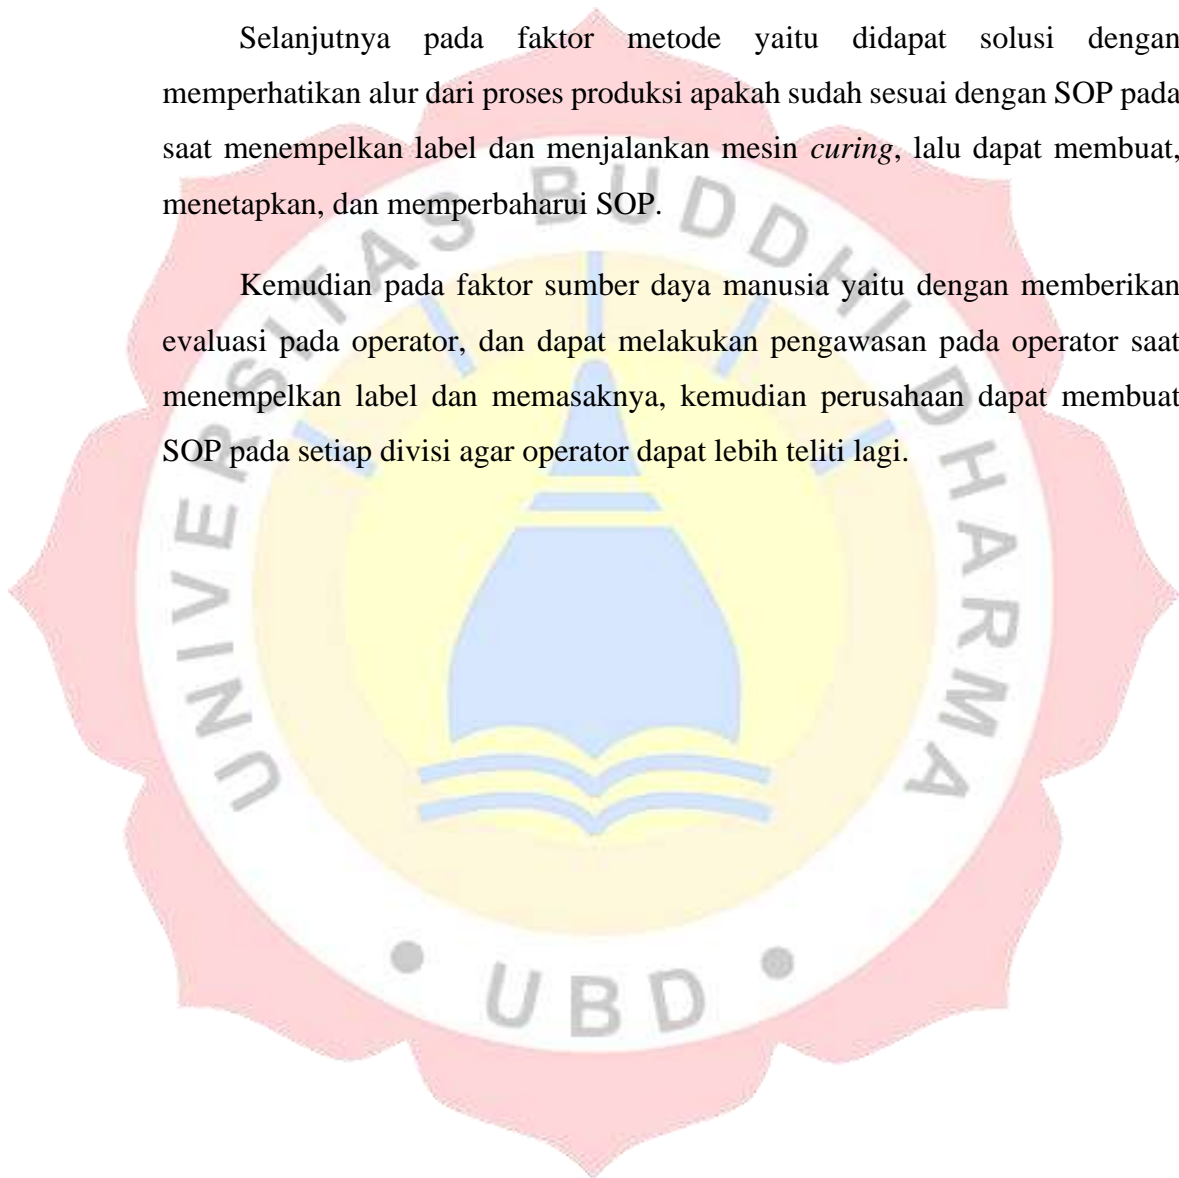 Selanjutnya pada faktor metode yaitu didapat solusi dengan
memperhatikan alur dari proses produksi apakah sudah sesuai dengan SOP pada
saat menempelkan label dan menjalankan mesin curing, lalu dapat membuat,
menetapkan, dan memperbaharui SOP.
Kemudian pada faktor sumber daya manusia yaitu dengan memberikan
evaluasi pada operator, dan dapat melakukan pengawasan pada operator saat
menempelkan label dan memasaknya, kemudian perusahaan dapat membuat
SOP pada setiap divisi agar operator dapat lebih teliti lagi.
UNIVERSITAS BUDDHI DHARMA
• UBD •